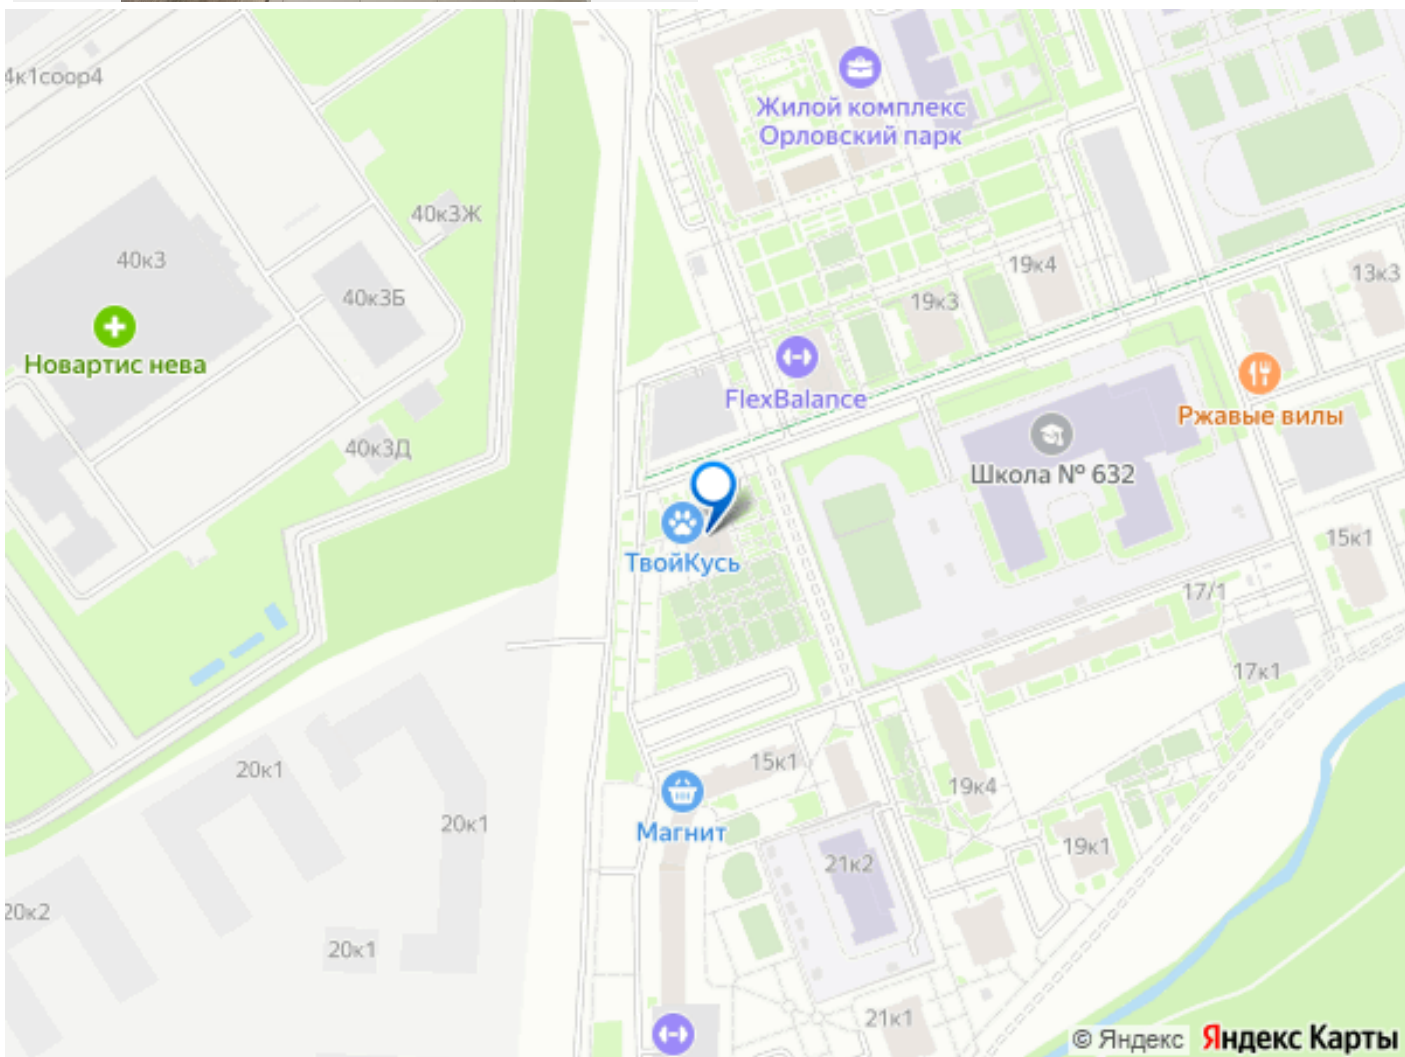 4к1соор4
Жилой комплекс
Орловский парк
40к3Ж
40к3
40к3Б
19к4
13к3
19к3
Новартис нева
FlexBalance
Ржавые вилы
40к3Д
Школа № 632
ТвойКусь
15к1
17/1
17к1
20к1
15к1
19к4
20к1
Магнит
19к1
21к2
20к2
20к1
21к1
© Яндекс Яндекс Карты